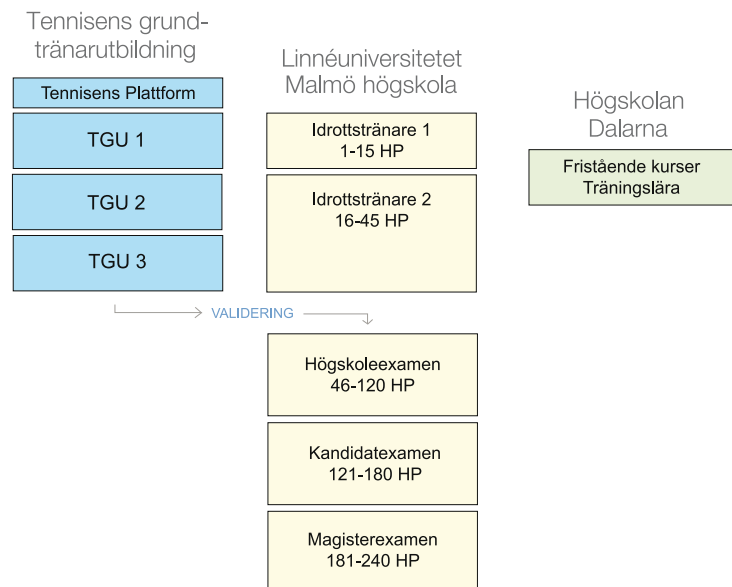 Tennisens grund-
tränarutbildning
Tennisens Plattform
TGU 1
TGU 2
TGU 3
Linnéuniversitetet
Malmö högskola
Idrottstränare 1
1-15 HP
Idrottstränare 2
16-45 HP
Högskolan
Dalarna
Fristående kurser
Träningslära
VALIDERING
Högskoleexamen
46-120 HP
Kandidatexamen
121-180 HP
Magisterexamen
181-240 HP